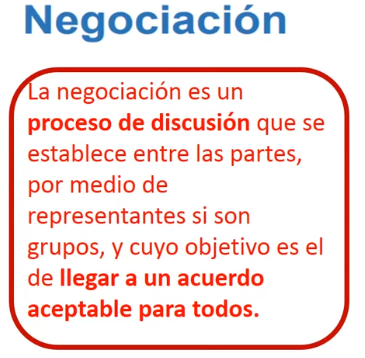 Negociación
La negociación es un
proceso de discusión que se
establece entre las partes,
por medio de
representantes si son
grupos, y cuyo objetivo es el
de llegar a un acuerdo
aceptable para todos.